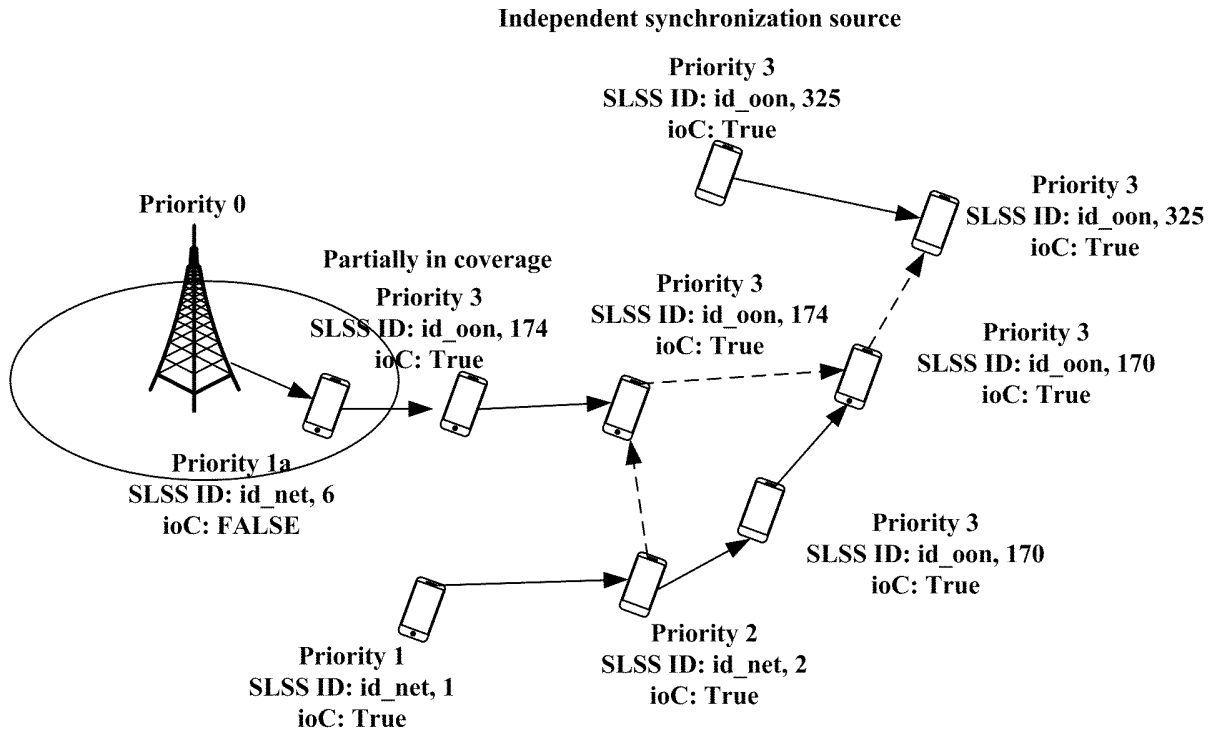 Independent synchronization source
Priority 3
SLSS ID: id_oon, 325
ioC: True
Priority 3
SLSS ID: id_oon, 325
ioC: True
Priority 0
Partially in coverage
Priority 3
SLSS ID: id_oon, 174
ioC: True
Priority 3
SLSS ID: id_oon, 174
ioC: True
Priority 3
SLSS ID: id_oon, 170
ioC: True
Priority 1a
SLSS ID: id_net, 6
ioC: FALSE
Priority 3
SLSS ID: id_oon, 170
ioC: True
Priority 1
SLSS ID: id_net, 1
ioC: True
Priority 2
SLSS ID: id_net, 2
ioC: True